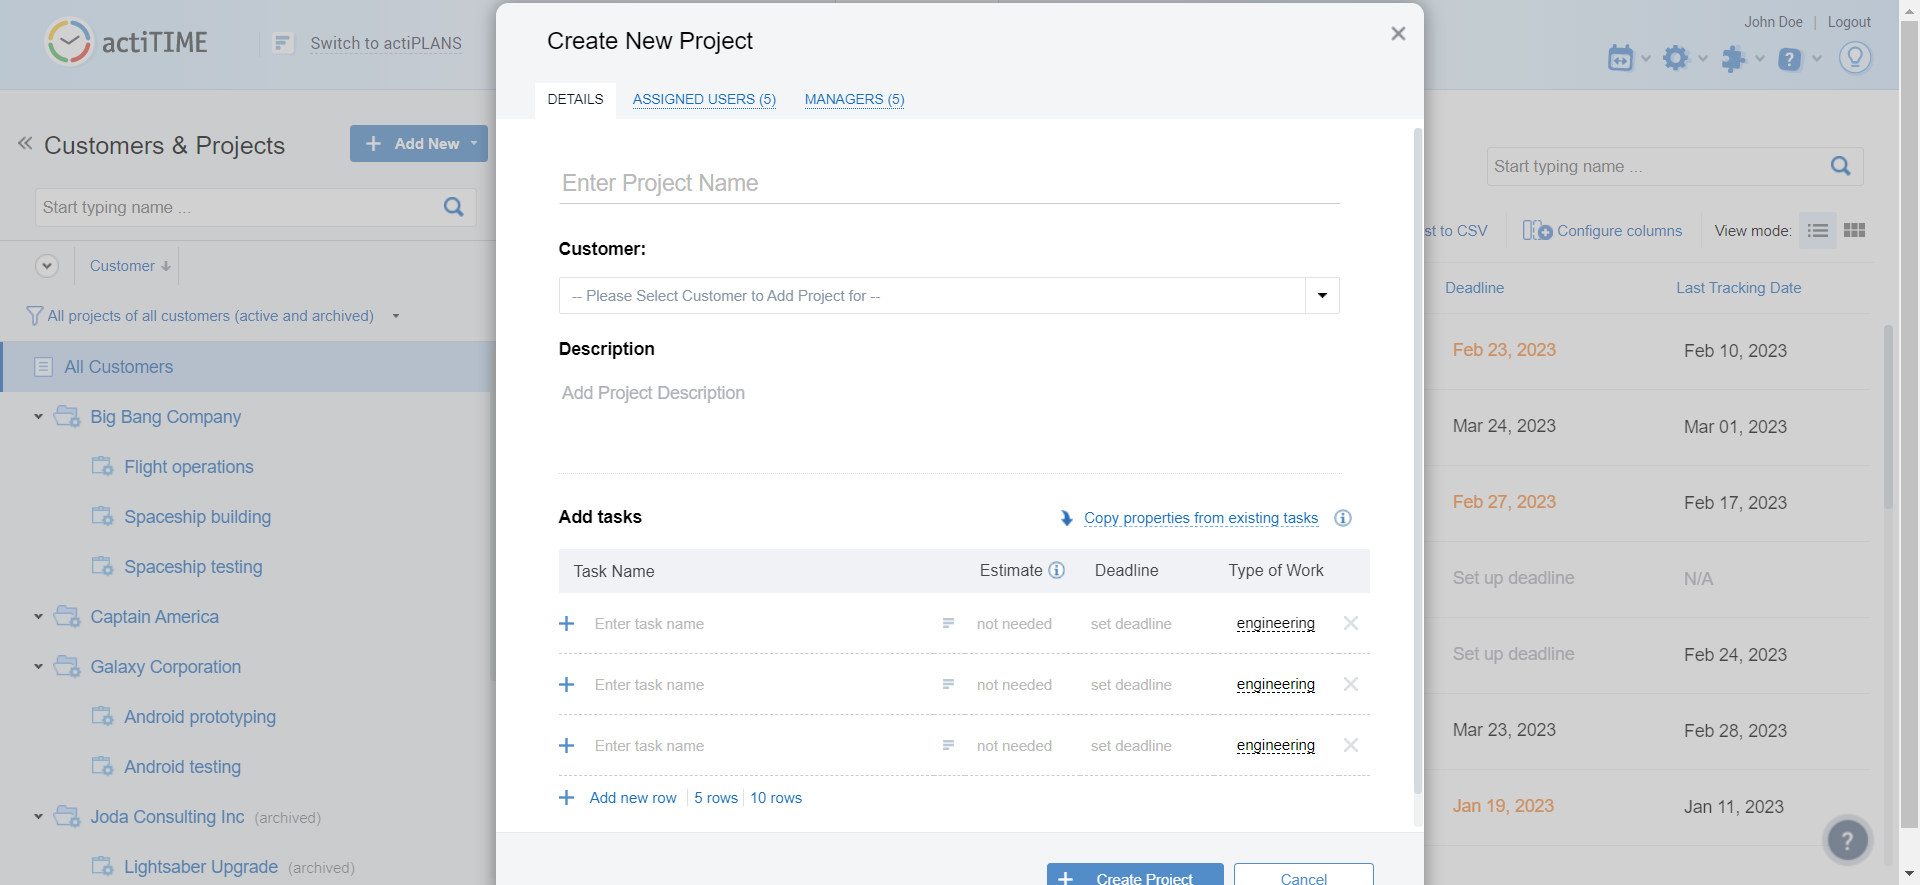 actiTIME
Switch to actiPLANS
John Doe | Logout
Customers & Projects
Add New
Start typing name ...
Customer
All projects of all customers (active and archived)
All Customers
Big Bang Company
Flight operations
Spaceship building
Spaceship testing
Captain America
Galaxy Corporation
Android prototyping
Android testing
Joda Consulting Inc (archived)
Lightsaber Upgrade (archived)
Create New Project
DETAILS
ASSIGNED USERS (5)
MANAGERS (5)
Enter Project Name
Customer:
-- Please Select Customer to Add Project for --
Description
Add Project Description
Add tasks
Copy properties from existing tasks
Task Name Estimate Deadline Type of Work
Enter task name not needed set deadline engineering
Enter task name not needed set deadline engineering
Enter task name not needed set deadline engineering
Add new row 5 rows 10 rows
Create Project
Cancel
Start typing name ...
to CSV
Configure columns
View mode:
Deadline Last Tracking Date
Feb 23, 2023 Feb 10, 2023
Mar 24, 2023 Mar 01, 2023
Feb 27, 2023 Feb 17, 2023
Set up deadline N/A
Set up deadline Feb 24, 2023
Mar 23, 2023 Feb 28, 2023
Jan 19, 2023 Jan 11, 2023
?